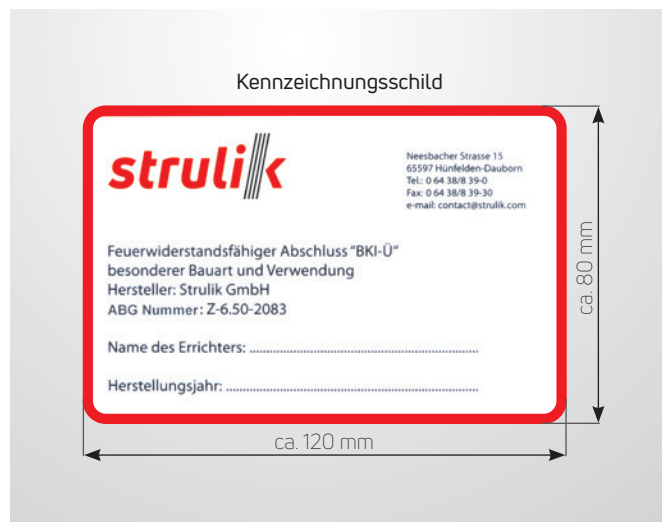 Kennzeichnungsschild
strulik
Neesbacher Strasse 15
65597 Hünfelden-Dauborn
Tel.: 0 64 38/8 39-0
Fax: 0 64 38/8 39-30
e-mail: contact@strulik.com
Feuerwiderstandsfähiger Abschluss "BKI-Ü"
besonderer Bauart und Verwendung
Hersteller: Strulik GmbH
ABG Nummer: Z-6.50-2083
Name des Errichters: ................................................................
Herstellungsjahr: .......................................................................
ca. 80 mm
ca. 120 mm